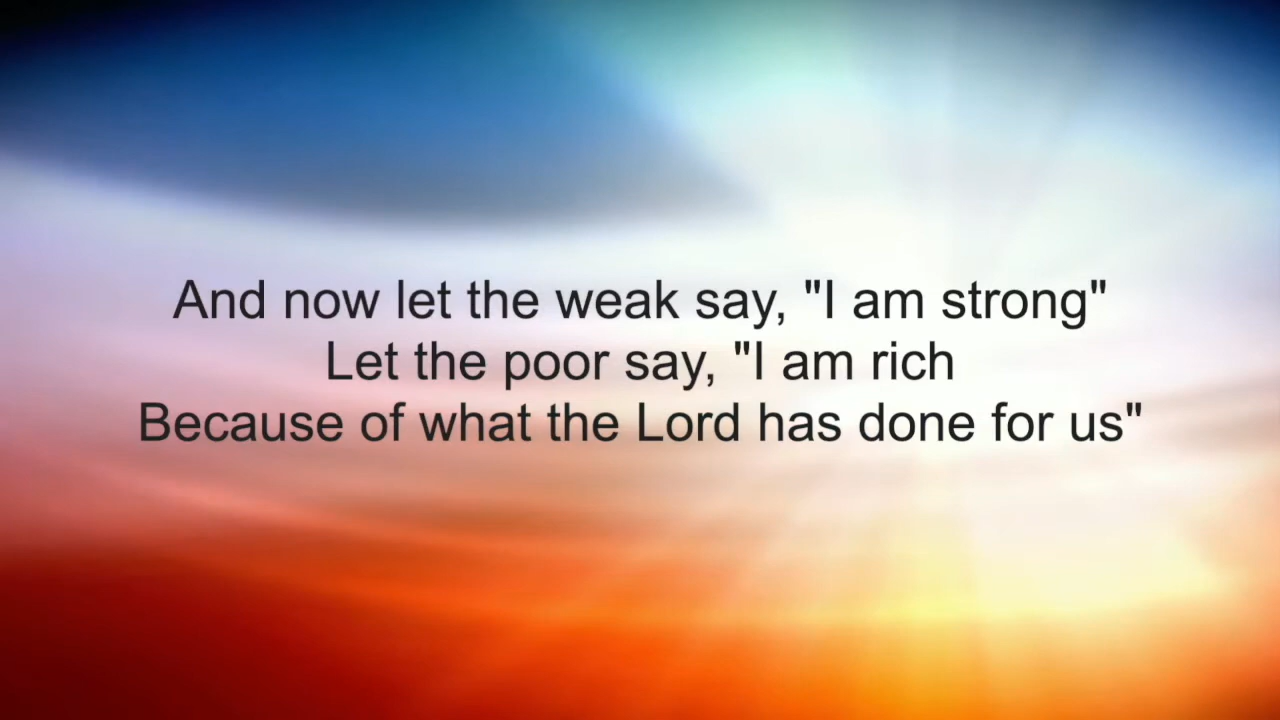 And now let the weak say, "I am strong"
Let the poor say, "I am rich
Because of what the Lord has done for us"